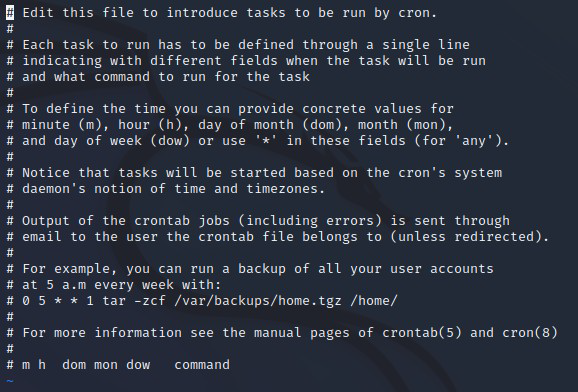 # Edit this file to introduce tasks to be run by cron.
#
# Each task to run has to be defined through a single line
# indicating with different fields when the task will be run
# and what command to run for the task
#
# To define the time you can provide concrete values for
# minute (m), hour (h), day of month (dom), month (mon),
# and day of week (dow) or use '*' in these fields (for 'any').
#
# Notice that tasks will be started based on the cron's system
# daemon's notion of time and timezones.
#
# Output of the crontab jobs (including errors) is sent through
# email to the user the crontab file belongs to (unless redirected).
#
# For example, you can run a backup of all your user accounts
# at 5 a.m every week with:
# 0 5 * * 1 tar -zcf /var/backups/home.tgz /home/
#
# For more information see the manual pages of crontab(5) and cron(8)
#
# m h  dom mon dow   command
~